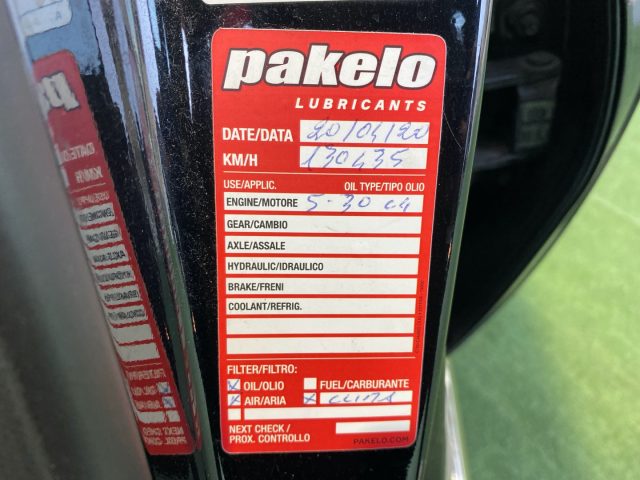 pakelo
LUBRICANTS
DATE/DATA 20/04/20
KM/H 130435
USE/APPLIC. OIL TYPE/TIPO OLIO
ENGINE/MOTORE 5-30 C4
GEAR/CAMBIO
AXLE/ASSALE
HYDRAULIC/IDRAULICO
BRAKE/FRENI
COOLANT/REFRIG.
FILTER/FILTRO:
x OIL/OLIO FUEL/CARBURANTE
x AIR/ARIA x CLIMA
NEXT CHECK /
PROX. CONTROLLO
PAKELO.COM